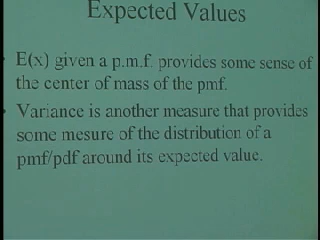 Expected Values
• E(x) given a p.m.f. provides some sense of
the center of mass of the pmf.
• Variance is another measure that provides
some mesure of the distribution of a
pmf/pdf around its expected value.